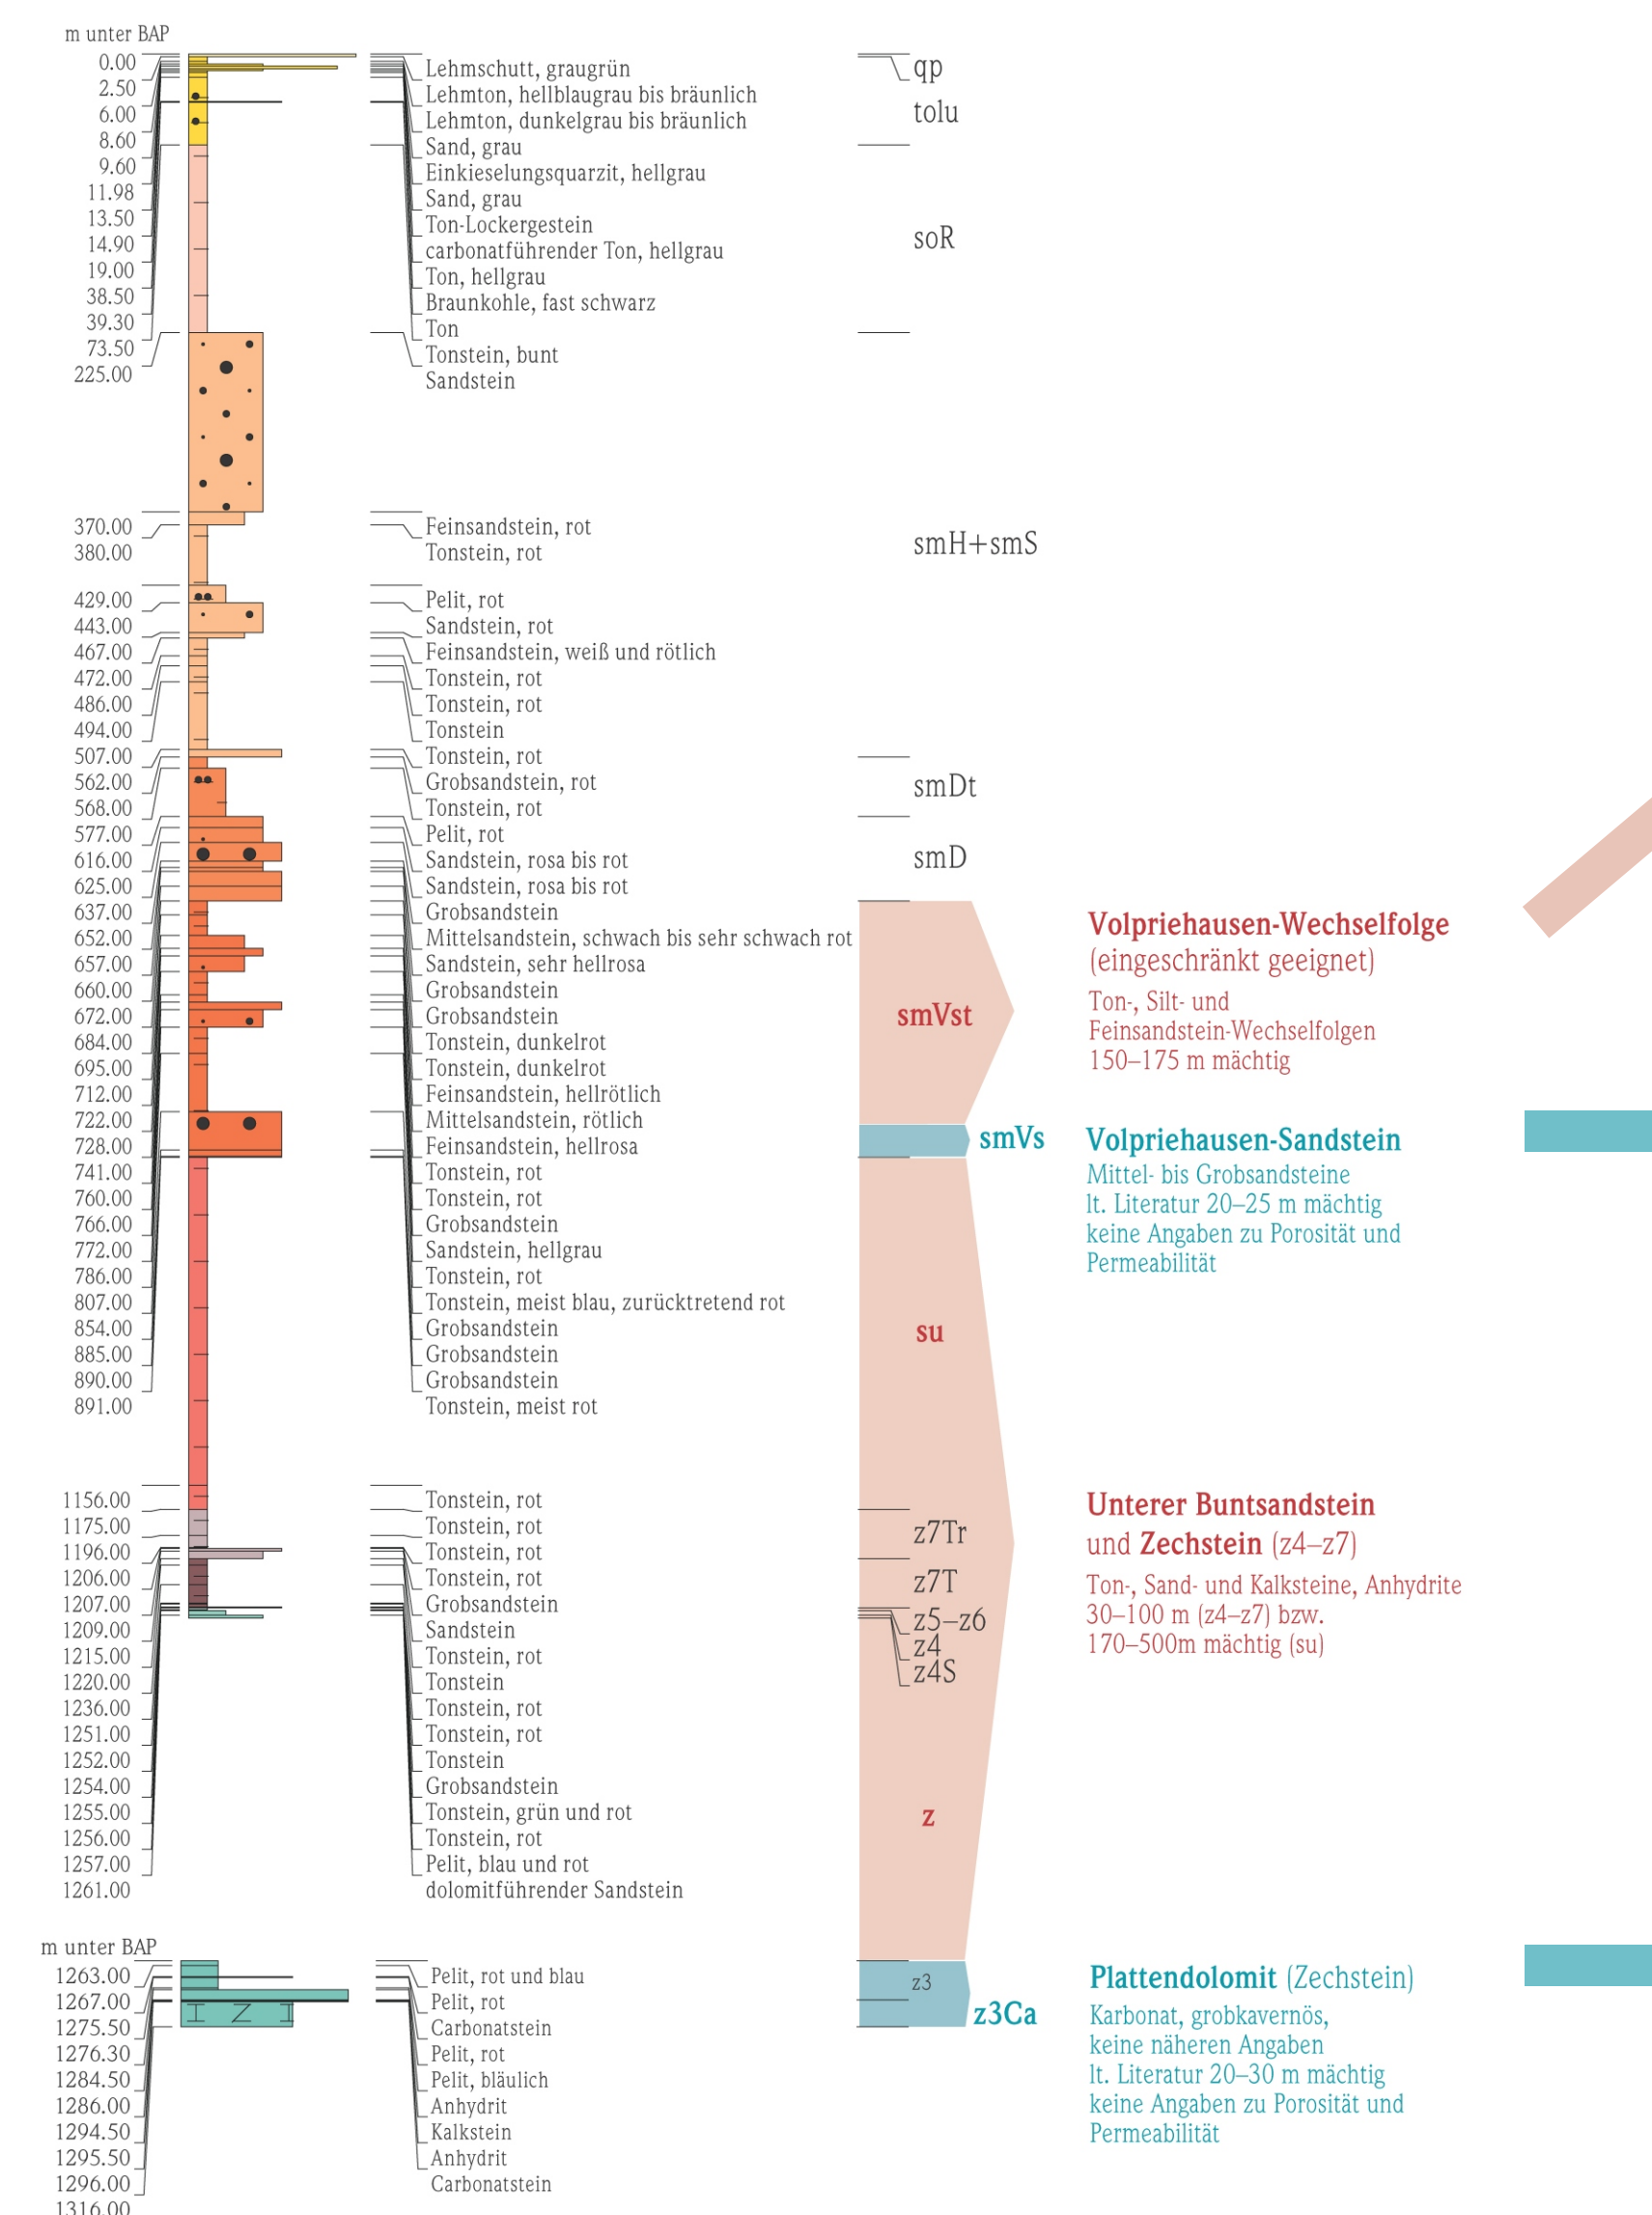 m unter BAP
0.00
2.50
6.00
8.60
9.60
11.98
13.50
14.90
19.00
38.50
39.30
73.50
225.00
370.00
380.00
429.00
443.00
467.00
472.00
486.00
494.00
507.00
562.00
568.00
577.00
616.00
625.00
637.00
652.00
657.00
660.00
672.00
684.00
695.00
712.00
722.00
728.00
741.00
760.00
766.00
772.00
786.00
807.00
854.00
885.00
890.00
891.00
1156.00
1175.00
1196.00
1206.00
1207.00
1209.00
1215.00
1220.00
1236.00
1251.00
1252.00
1254.00
1255.00
1256.00
1257.00
1261.00
Lehmschutt, graugrün
Lehmton, hellblaugrau bis bräunlich
Lehmton, dunkelgrau bis bräunlich
Sand, grau
Einkieselungsquarzit, hellgrau
Sand, grau
Ton-Lockergestein
carbonatführender Ton, hellgrau
Ton, hellgrau
Braunkohle, fast schwarz
Ton
Tonstein, bunt
Sandstein
Feinsandstein, rot
Tonstein, rot
Pelit, rot
Sandstein, rot
Feinsandstein, weiß und rötlich
Tonstein, rot
Tonstein, rot
Tonstein
Tonstein, rot
Grobsandstein, rot
Tonstein, rot
Pelit, rot
Sandstein, rosa bis rot
Sandstein, rosa bis rot
Grobsandstein
Mittelsandstein, schwach bis sehr schwach rot
Sandstein, sehr hellrosa
Grobsandstein
Grobsandstein
Tonstein, dunkelrot
Tonstein, dunkelrot
Feinsandstein, hellrötlich
Mittelsandstein, rötlich
Feinsandstein, hellrosa
Tonstein, rot
Tonstein, rot
Grobsandstein
Sandstein, hellgrau
Tonstein, rot
Tonstein, meist blau, zurücktretend rot
Grobsandstein
Grobsandstein
Grobsandstein
Tonstein, meist rot
Tonstein, rot
Tonstein, rot
Tonstein, rot
Tonstein, rot
Grobsandstein
Sandstein
Tonstein, rot
Tonstein
Tonstein, rot
Tonstein, rot
Tonstein
Grobsandstein
Tonstein, grün und rot
Tonstein, rot
Pelit, blau und rot
dolomitführender Sandstein
qp
tolu
soR
smH+smS
smDt
smD
smVst
smVs
su
z7Tr
z7T
z5–z6
z4
z4S
z
Volpriehausen-Wechselfolge
(eingeschränkt geeignet)
Ton-, Silt- und
Feinsandstein-Wechselfolgen
150–175 m mächtig
Volpriehausen-Sandstein
Mittel- bis Grobsandsteine
lt. Literatur 20–25 m mächtig
keine Angaben zu Porosität und
Permeabilität
Unterer Buntsandstein
und Zechstein (z4–z7)
Ton-, Sand- und Kalksteine, Anhydrite
30–100 m (z4–z7) bzw.
170–500m mächtig (su)
m unter BAP
1263.00
1267.00
1275.50
1276.30
1284.50
1286.00
1294.50
1295.50
1296.00
1316.00
Pelit, rot und blau
Pelit, rot
Carbonatstein
Pelit, rot
Pelit, bläulich
Anhydrit
Kalkstein
Anhydrit
Carbonatstein
z3
z3Ca
Plattendolomit (Zechstein)
Karbonat, grobkavernös,
keine näheren Angaben
lt. Literatur 20–30 m mächtig
keine Angaben zu Porosität und
Permeabilität